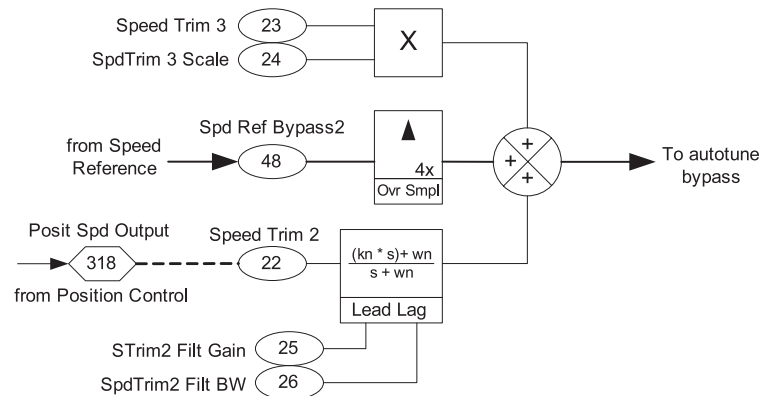 Speed Trim 3
23
SpdTrim 3 Scale
24
X
Spd Ref Bypass2
from Speed
Reference
48
4x
Ovr Smpl
+
+
+
To autotune
bypass
Posit Spd Output
318
from Position Control
Speed Trim 2
22
(kn * s)+ wn
s + wn
Lead Lag
STrim2 Filt Gain
25
SpdTrim2 Filt BW
26